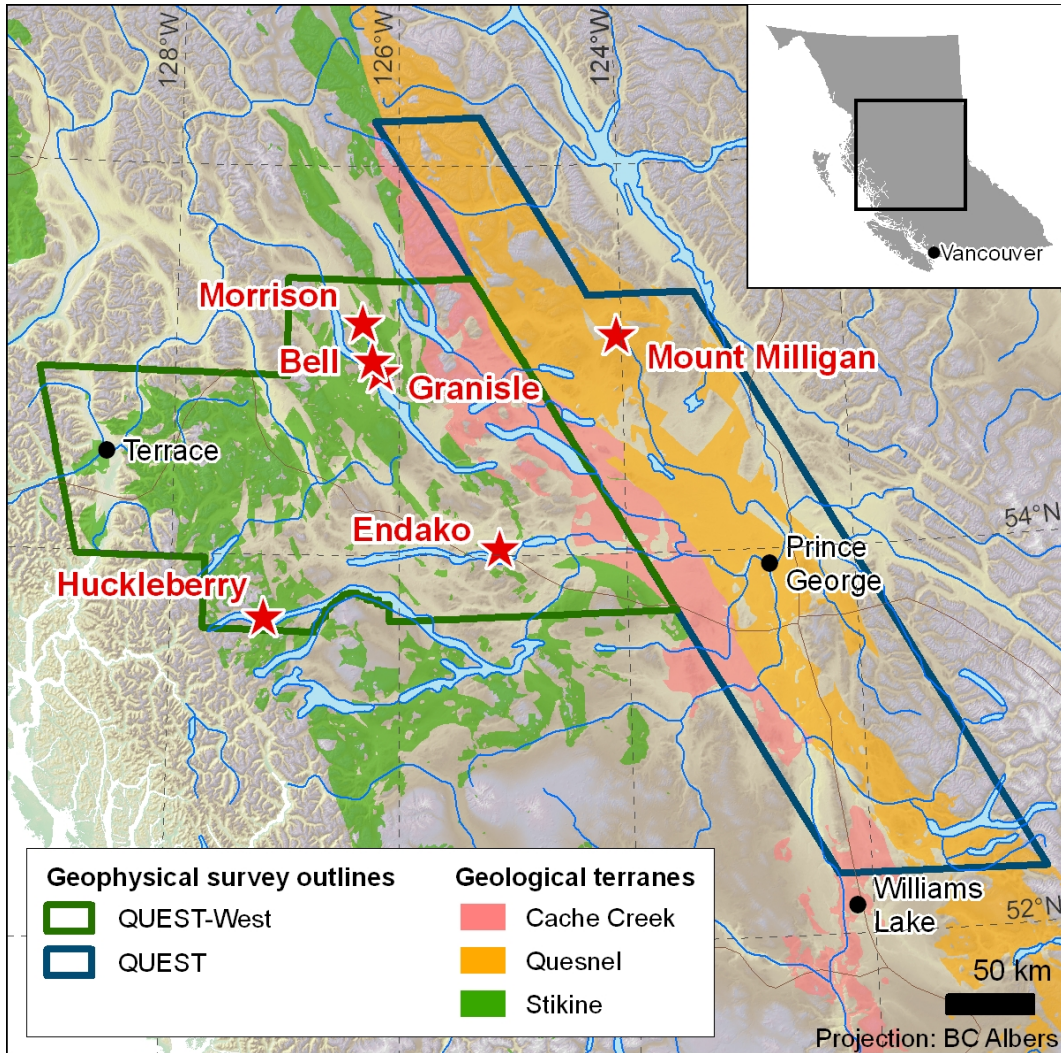 128°W
126°W
124°W
Vancouver
Morrison
Bell
Granisle
Mount Milligan
Terrace
54°N
Endako
Prince
George
Huckleberry
Williams
Lake
52°N
50 km
Projection: BC Albers
Geophysical survey outlines
QUEST-West
QUEST
Geological terranes
Cache Creek
Quesnel
Stikine